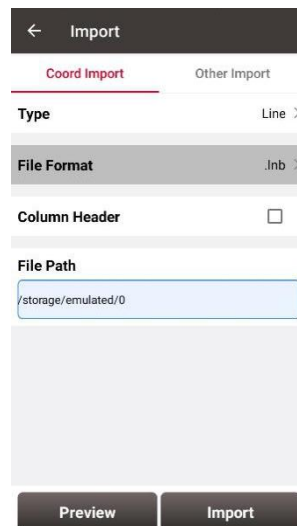 Import
Coord Import Other Import
Type Line
File Format .lnb
Column Header
File Path
/storage/emulated/0
Preview Import